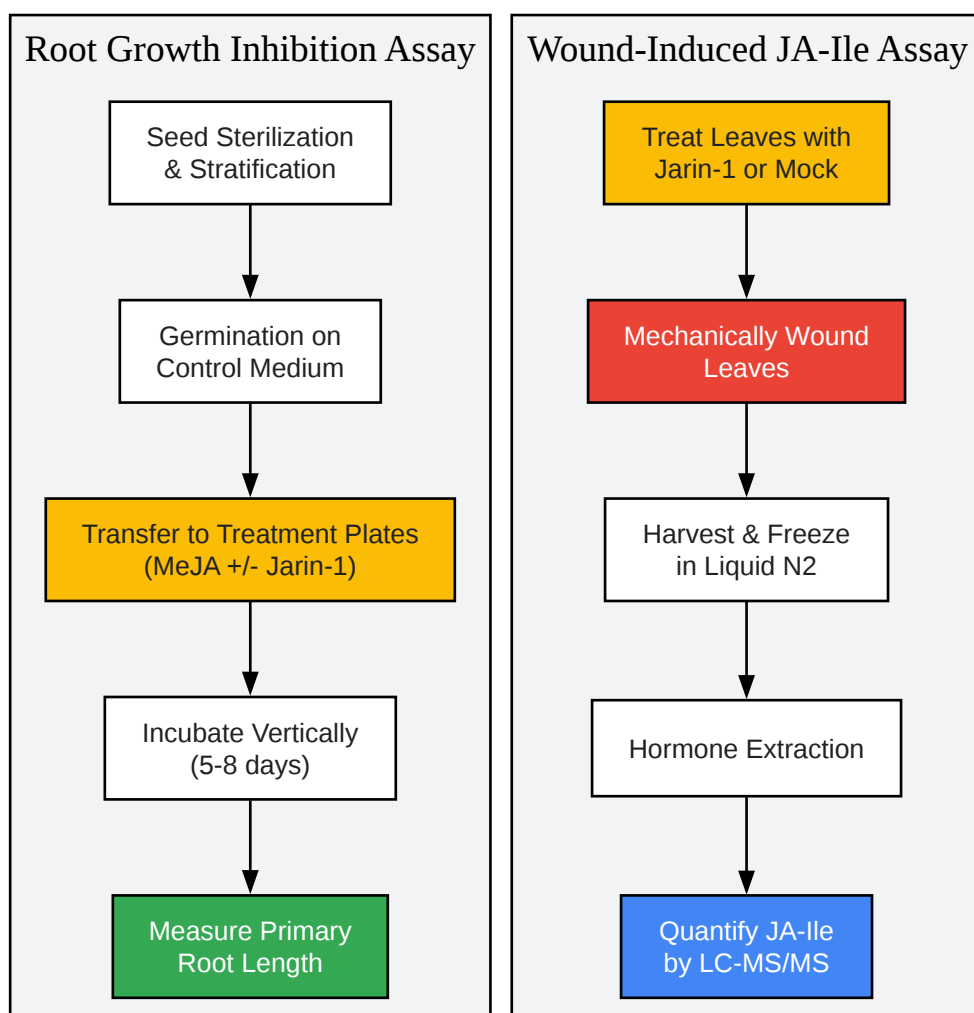 Root Growth Inhibition Assay
Seed Sterilization
& Stratification
Germination on
Control Medium
Transfer to Treatment Plates
(MeJA +/- Jarin-1)
Incubate Vertically
(5-8 days)
Measure Primary
Root Length
Wound-Induced JA-Ile Assay
Treat Leaves with
Jarin-1 or Mock
Mechanically Wound
Leaves
Harvest & Freeze
in Liquid N2
Hormone Extraction
Quantify JA-Ile
by LC-MS/MS